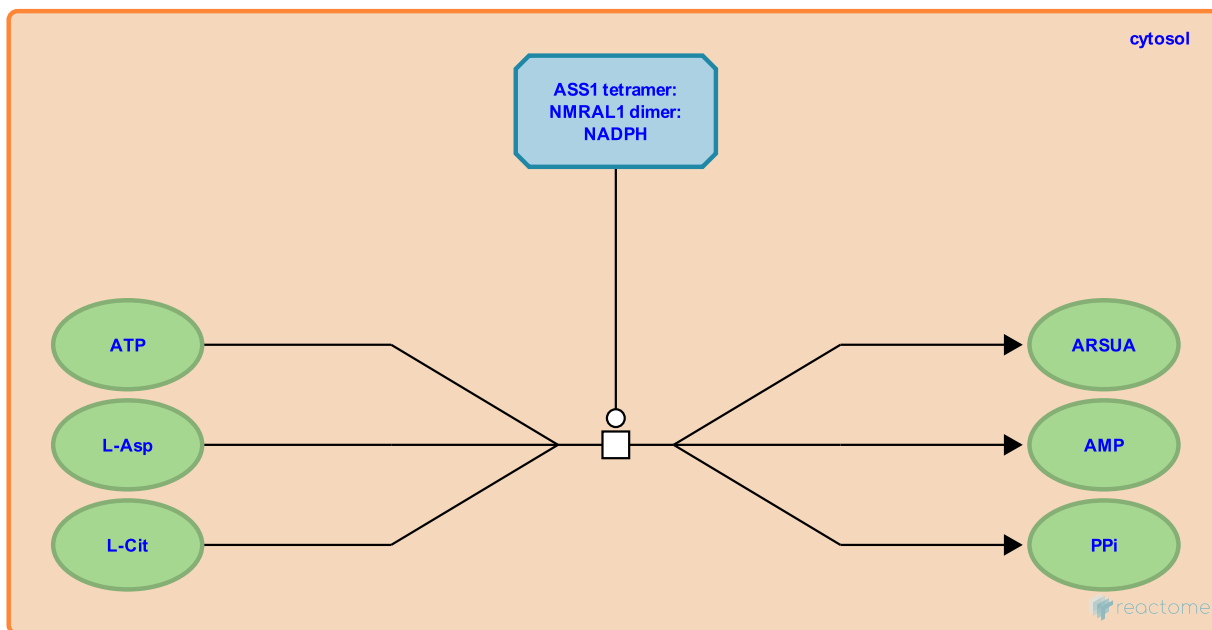 cytosol
ASS1 tetramer:
NMRAL1 dimer:
NADPH
ATP
ARSUA
L-Asp
AMP
L-Cit
PPi
reactome